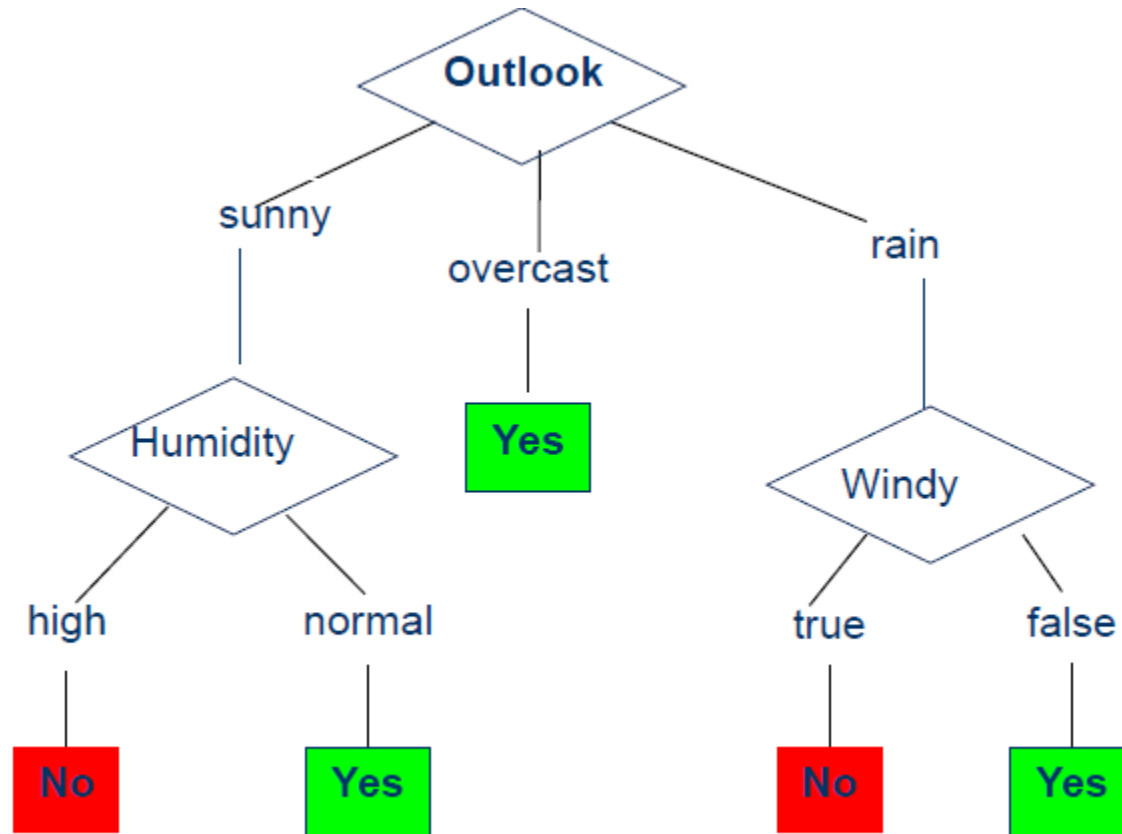 Outlook
sunny
overcast
rain
Humidity
Yes
Windy
high
normal
true
false
No
Yes
No
Yes